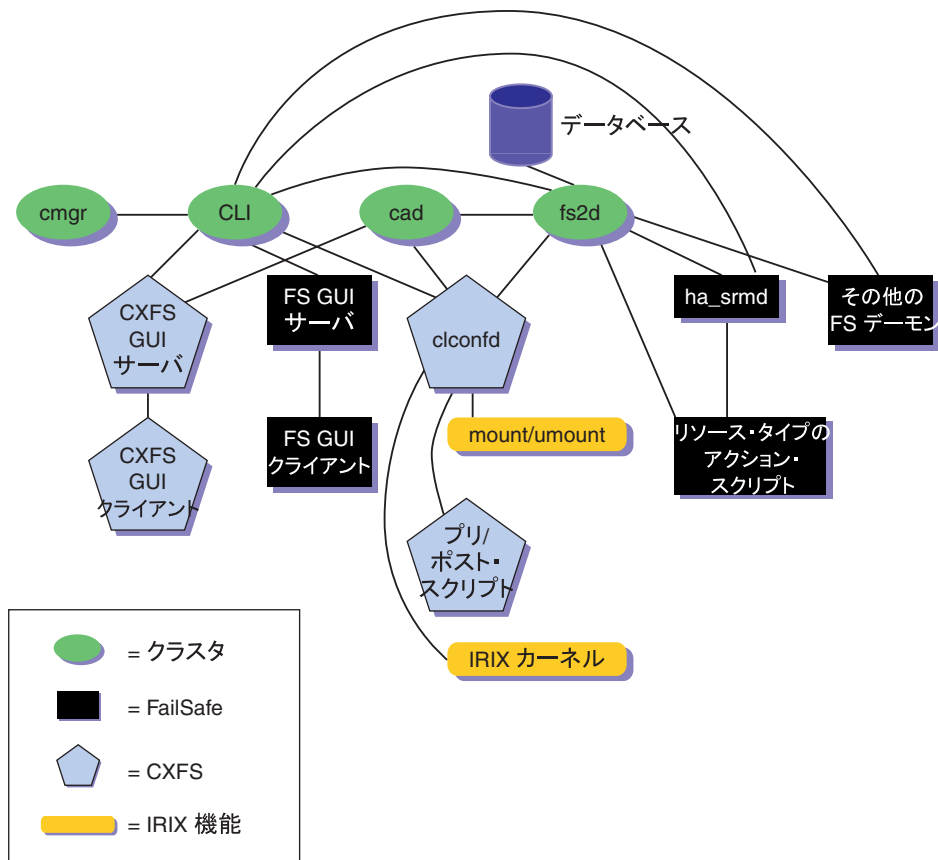 データベース
cmgr
CLI
cad
fs2d
CXFS
GUI
サーバ
FS GUI
サーバ
clconfd
ha_srmd
その他の
FS デーモン
CXFS
GUI
クライアント
FS GUI
クライアント
mount/umount
リソース・タイプの
アクション・
スクリプト
プリ/
ポスト・
スクリプト
IRIX カーネル
= クラスタ
= FailSafe
= CXFS
= IRIX 機能